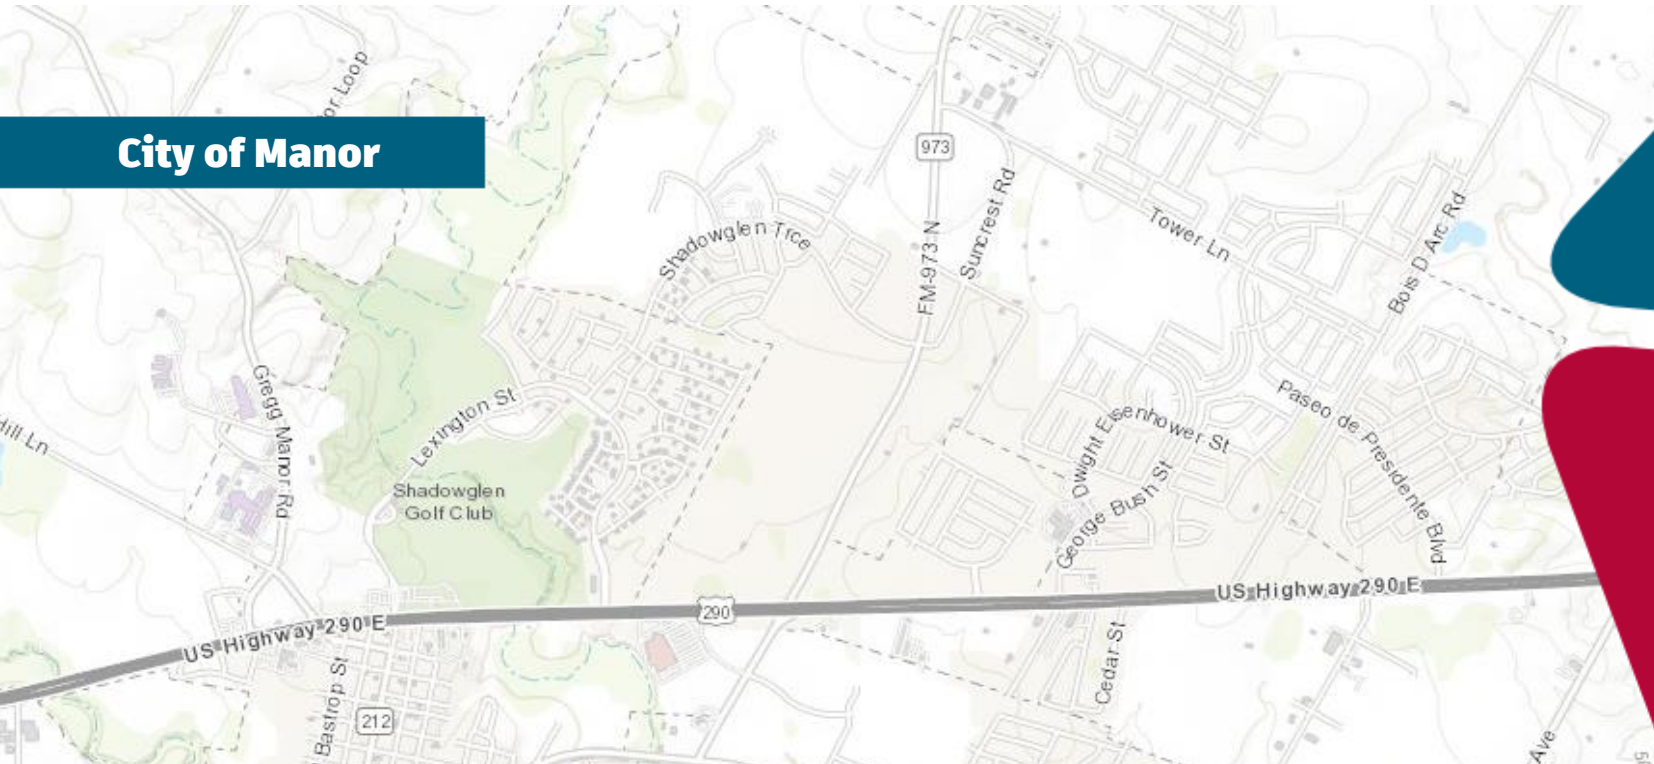 City of Manor
or Loop
973
Shadowglen Trce
FM-973 N
Suncrest Rd
Tower Ln
Bois D Arc Rd
Gregg Manor Rd
Hill Ln
Lexington St
Shadowglen
Golf Club
Dwight Eisenhower St
George Bush St
Paseo de Presidente Blvd
US Highway 290 E
290
US Highway 290 E
Bastrop St
212
Cedar St
Ave